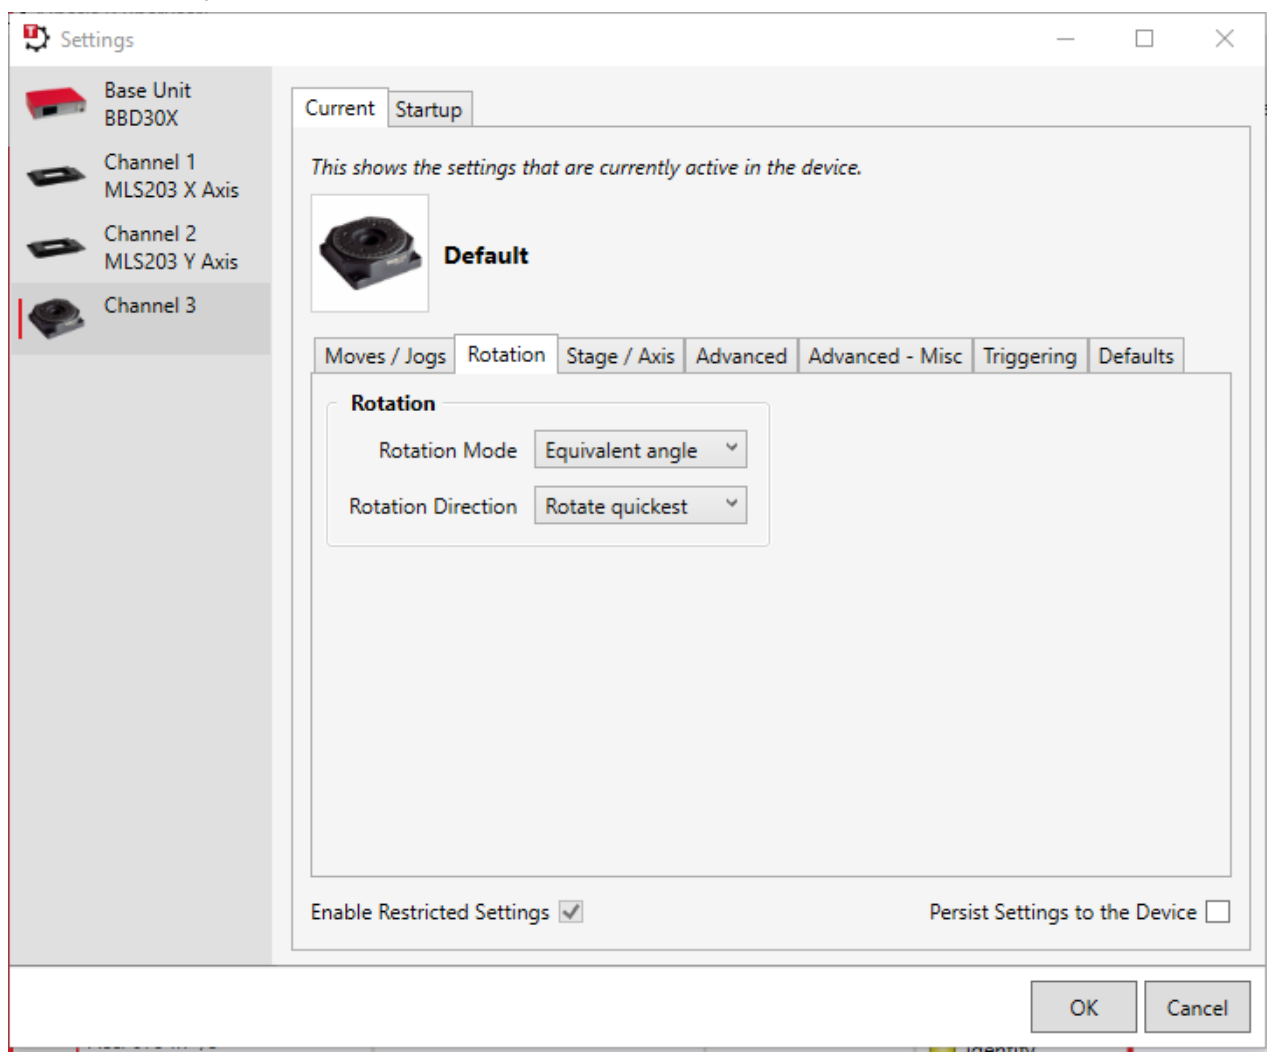 Settings
Base Unit
BBD30X
Channel 1
MLS203 X Axis
Channel 2
MLS203 Y Axis
Channel 3
Current Startup
This shows the settings that are currently active in the device.
Default
Moves / Jogs Rotation Stage / Axis Advanced Advanced - Misc Triggering Defaults
Rotation
Rotation Mode Equivalent angle
Rotation Direction Rotate quickest
Enable Restricted Settings Persist Settings to the Device
OK Cancel
Identify